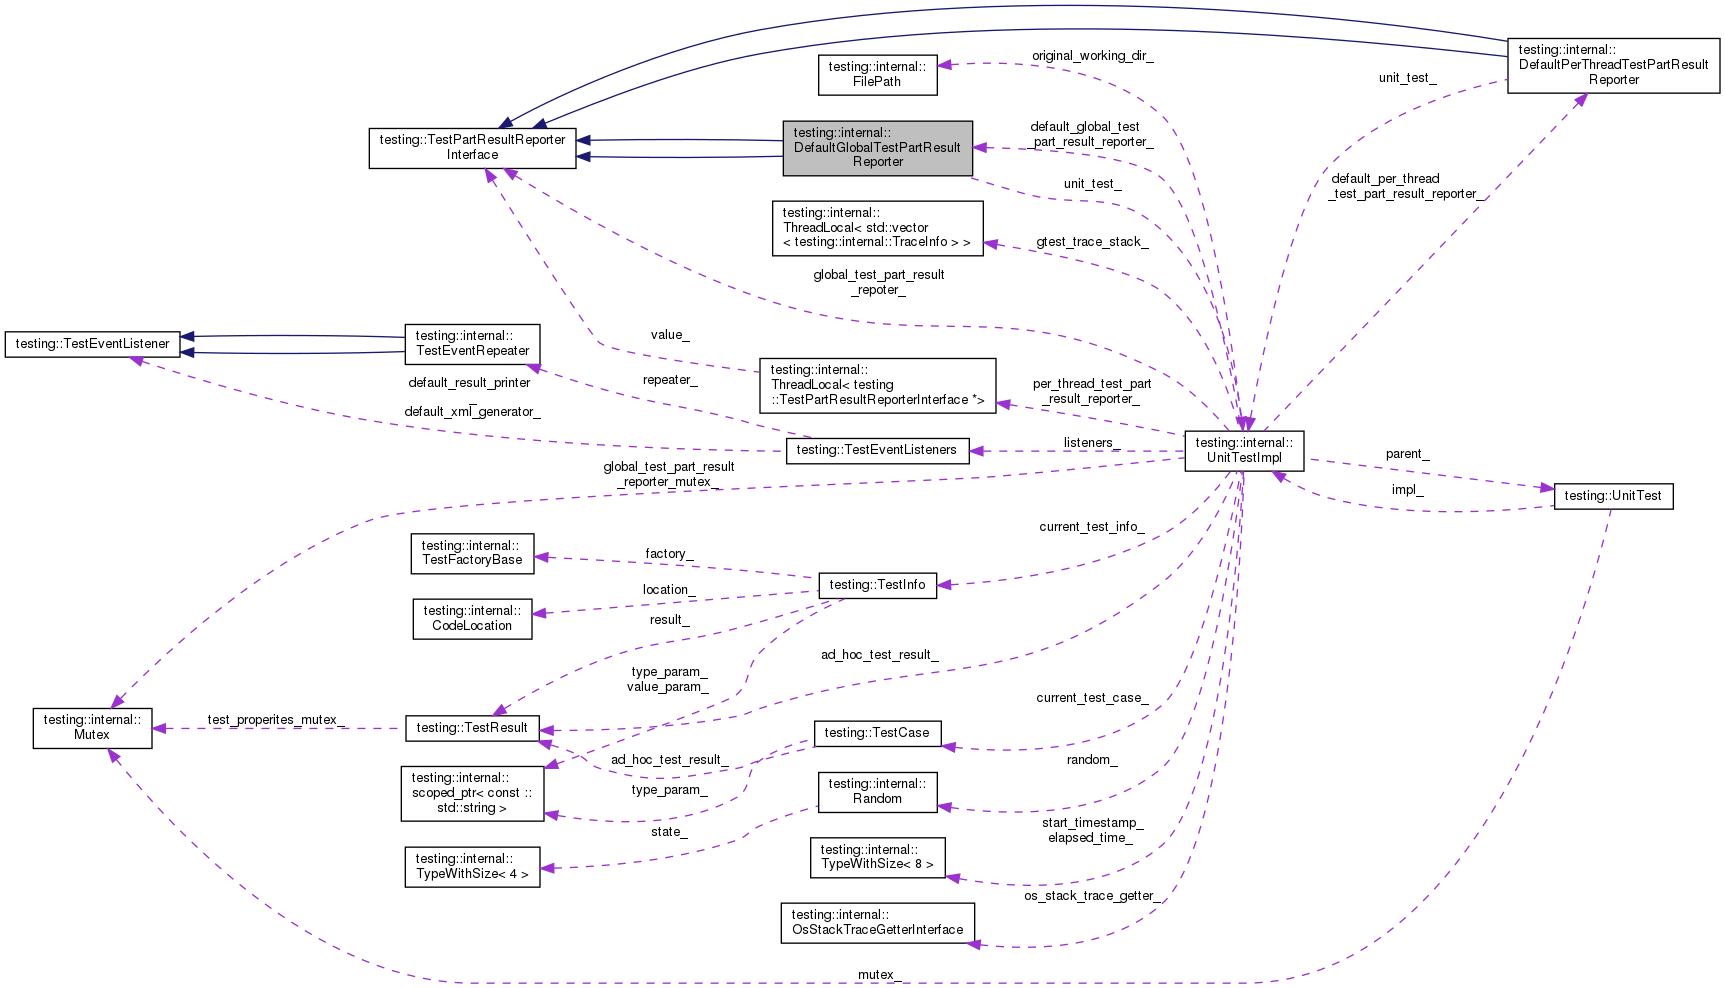 original_working_dir_
testing::internal::
FilePath
testing::internal::
DefaultPerThreadTestPartResult
Reporter
unit_test_
testing::TestPartResultReporter
Interface
testing::internal::
DefaultGlobalTestPartResult
Reporter
default_global_test
_part_result_reporter_
unit_test_
default_per_thread
_test_part_result_reporter_
testing::internal::
ThreadLocal< std::vector
< testing::internal::TraceInfo > >
gtest_trace_stack_
global_test_part_result
_repoter_
testing::TestEventListener
testing::internal::
TestEventRepeater
value_
testing::internal::
ThreadLocal< testing
::TestPartResultReporterInterface *>
per_thread_test_part
_result_reporter_
default_result_printer
_
default_xml_generator_
repeater_
testing::TestEventListeners
listeners_
testing::internal::
UnitTestImpl
parent_
impl_
testing::UnitTest
global_test_part_result
_reporter_mutex_
current_test_info_
testing::internal::
TestFactoryBase
factory_
testing::TestInfo
testing::internal::
CodeLocation
location_
result_
type_param_
value_param_
ad_hoc_test_result_
current_test_case_
testing::internal::
Mutex
test_properites_mutex_
testing::TestResult
testing::TestCase
ad_hoc_test_result_
type_param_
random_
testing::internal::
scoped_ptr< const ::
std::string >
testing::internal::
Random
state_
start_timestamp_
elapsed_time_
testing::internal::
TypeWithSize< 4 >
testing::internal::
TypeWithSize< 8 >
os_stack_trace_getter_
testing::internal::
OsStackTraceGetterInterface
mutex_